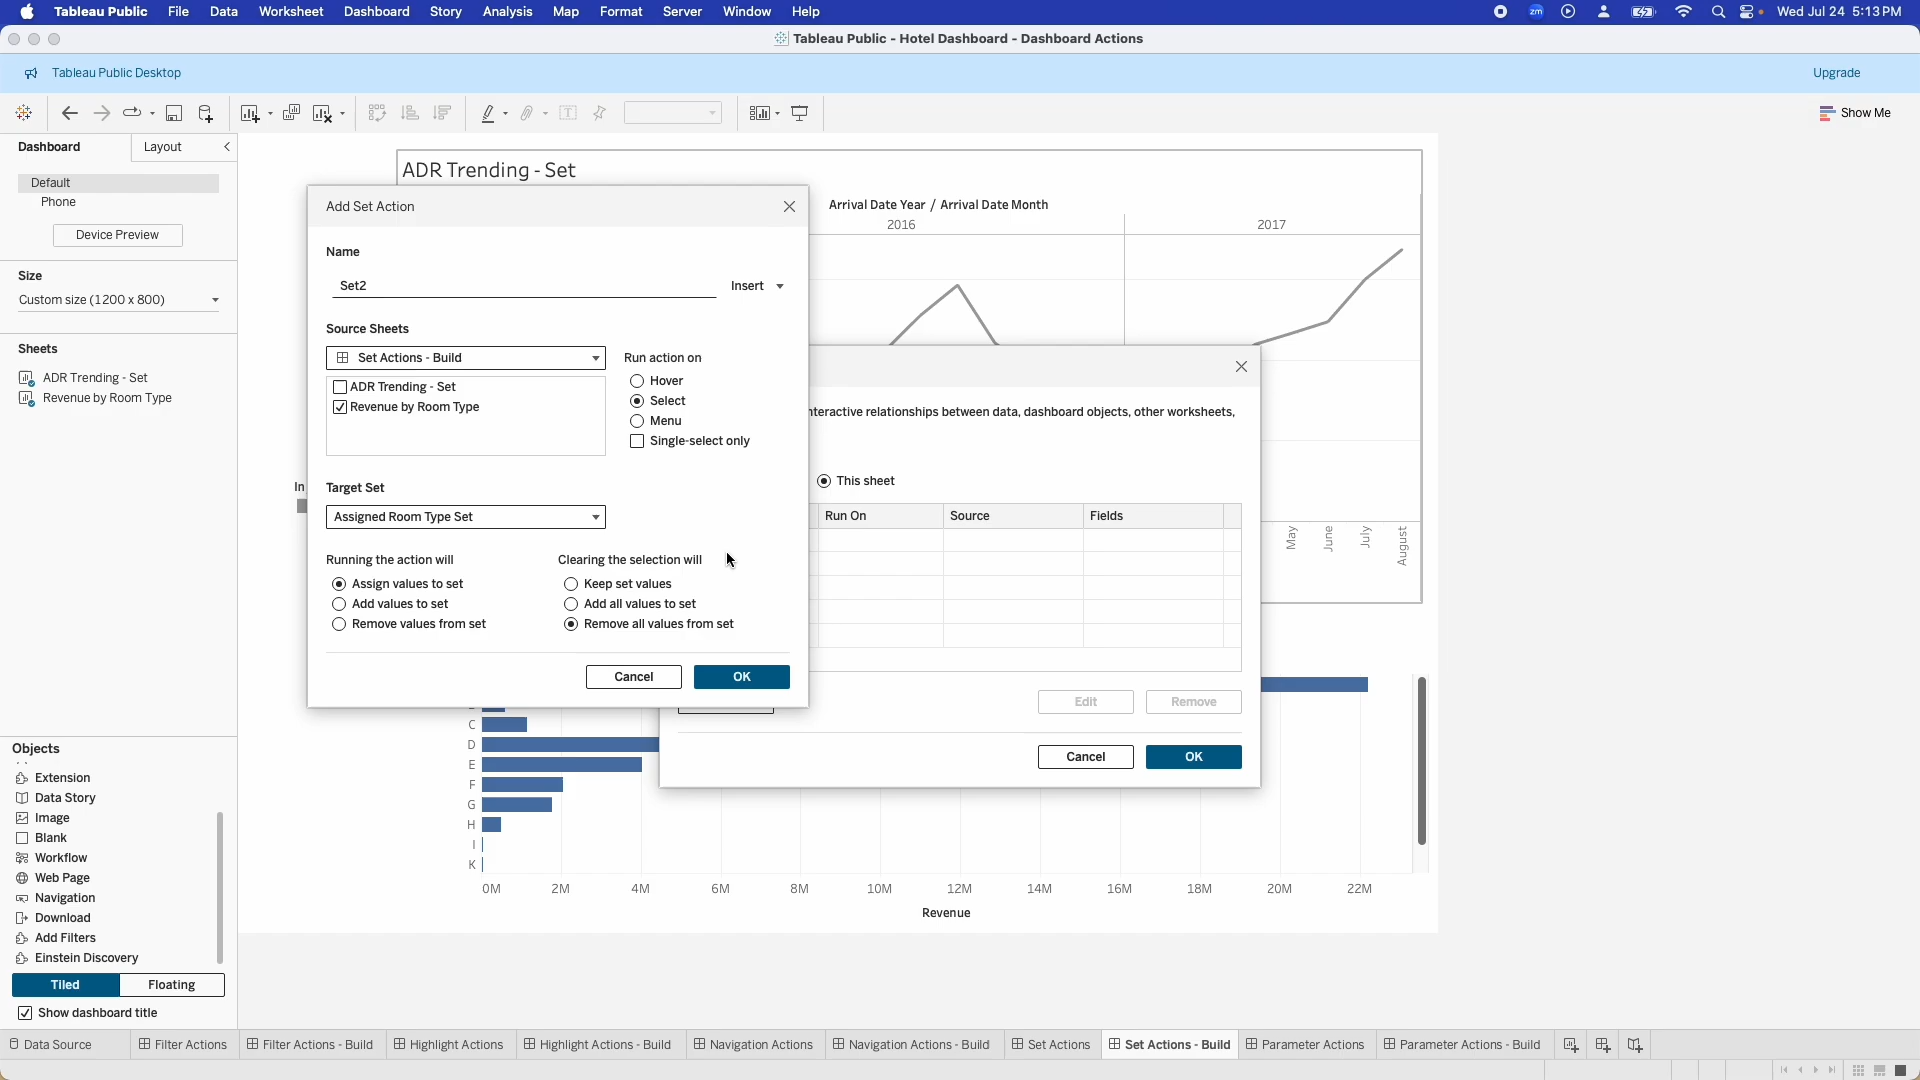 Tableau Public File Data Worksheet Dashboard Story Analysis Map Format Server Window Help
zm
Wed Jul 24 5:13 PM
Tableau Public - Hotel Dashboard - Dashboard Actions
Tableau Public Desktop
Upgrade
Show Me
Dashboard
Layout
Default
Phone
Device Preview
Size
Custom size (1200 x 800)
Sheets
ADR Trending - Set
Revenue by Room Type
Objects
Extension
Data Story
Image
Blank
Workflow
Web Page
Navigation
Download
Add Filters
Einstein Discovery
Tiled
Floating
Show dashboard title
ADR Trending - Set
Arrival Date Year / Arrival Date Month
2016
2017
May
June
July
August
In
Add Set Action
Name
Set2
Insert
Source Sheets
Set Actions - Build
ADR Trending - Set
Revenue by Room Type
Run action on
Hover
Select
Menu
Single-select only
Target Set
Assigned Room Type Set
Running the action will
Assign values to set
Add values to set
Remove values from set
Clearing the selection will
Keep set values
Add all values to set
Remove all values from set
Cancel
OK
nteractive relationships between data, dashboard objects, other worksheets,
This sheet
Run On
Source
Fields
Edit
Remove
Cancel
OK
C
D
E
F
G
H
I
K
0M
2M
4M
6M
8M
10M
12M
14M
16M
18M
20M
22M
Revenue
Data Source
Filter Actions
Filter Actions - Build
Highlight Actions
Highlight Actions - Build
Navigation Actions
Navigation Actions - Build
Set Actions
Set Actions - Build
Parameter Actions
Parameter Actions - Build